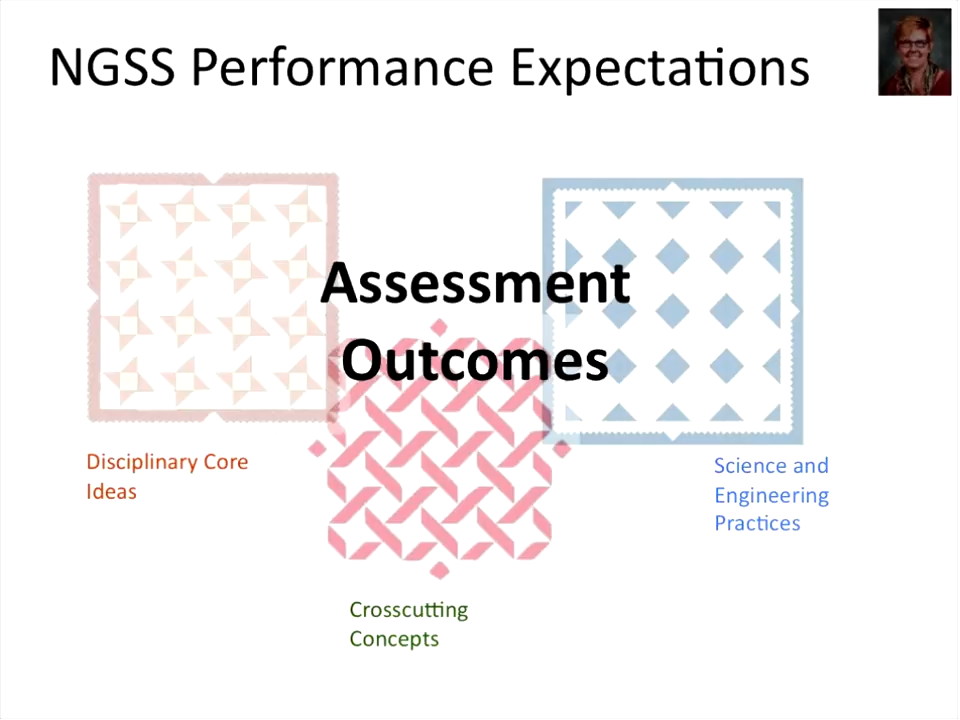 NGSS Performance Expectations
Assessment
Outcomes
Disciplinary Core
Ideas
Science and
Engineering
Practices
Crosscutting
Concepts